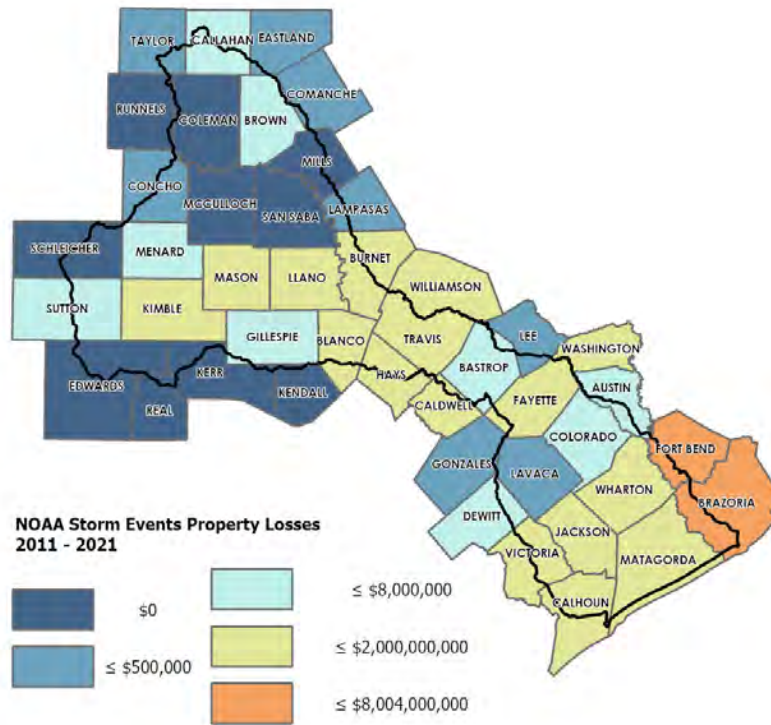 TAYLOR
CALLAHAN
EASTLAND
COMANCHE
RUNNELS
COLEMAN
BROWN
MILLS
CONCHO
MCCULLOCH
SAN SABA
LAMPASAS
SCHLEICHER
MENARD
MASON
LLANO
BURNET
WILLIAMSON
SUTTON
KIMBLE
GILLESPIE
BLANCO
TRAVIS
LEE
WASHINGTON
EDWARDS
REAL
KERR
KENDALL
HAYS
CALDWELL
BASTROP
FAYETTE
AUSTIN
COLORADO
FORT BEND
GONZALES
LAVACA
WHARTON
BRAZORIA
DEWITT
JACKSON
VICTORIA
MATAGORDA
CALHOUN
NOAA Storm Events Property Losses
2011 - 2021
$0
≤ $500,000
≤ $8,000,000
≤ $2,000,000,000
≤ $8,004,000,000